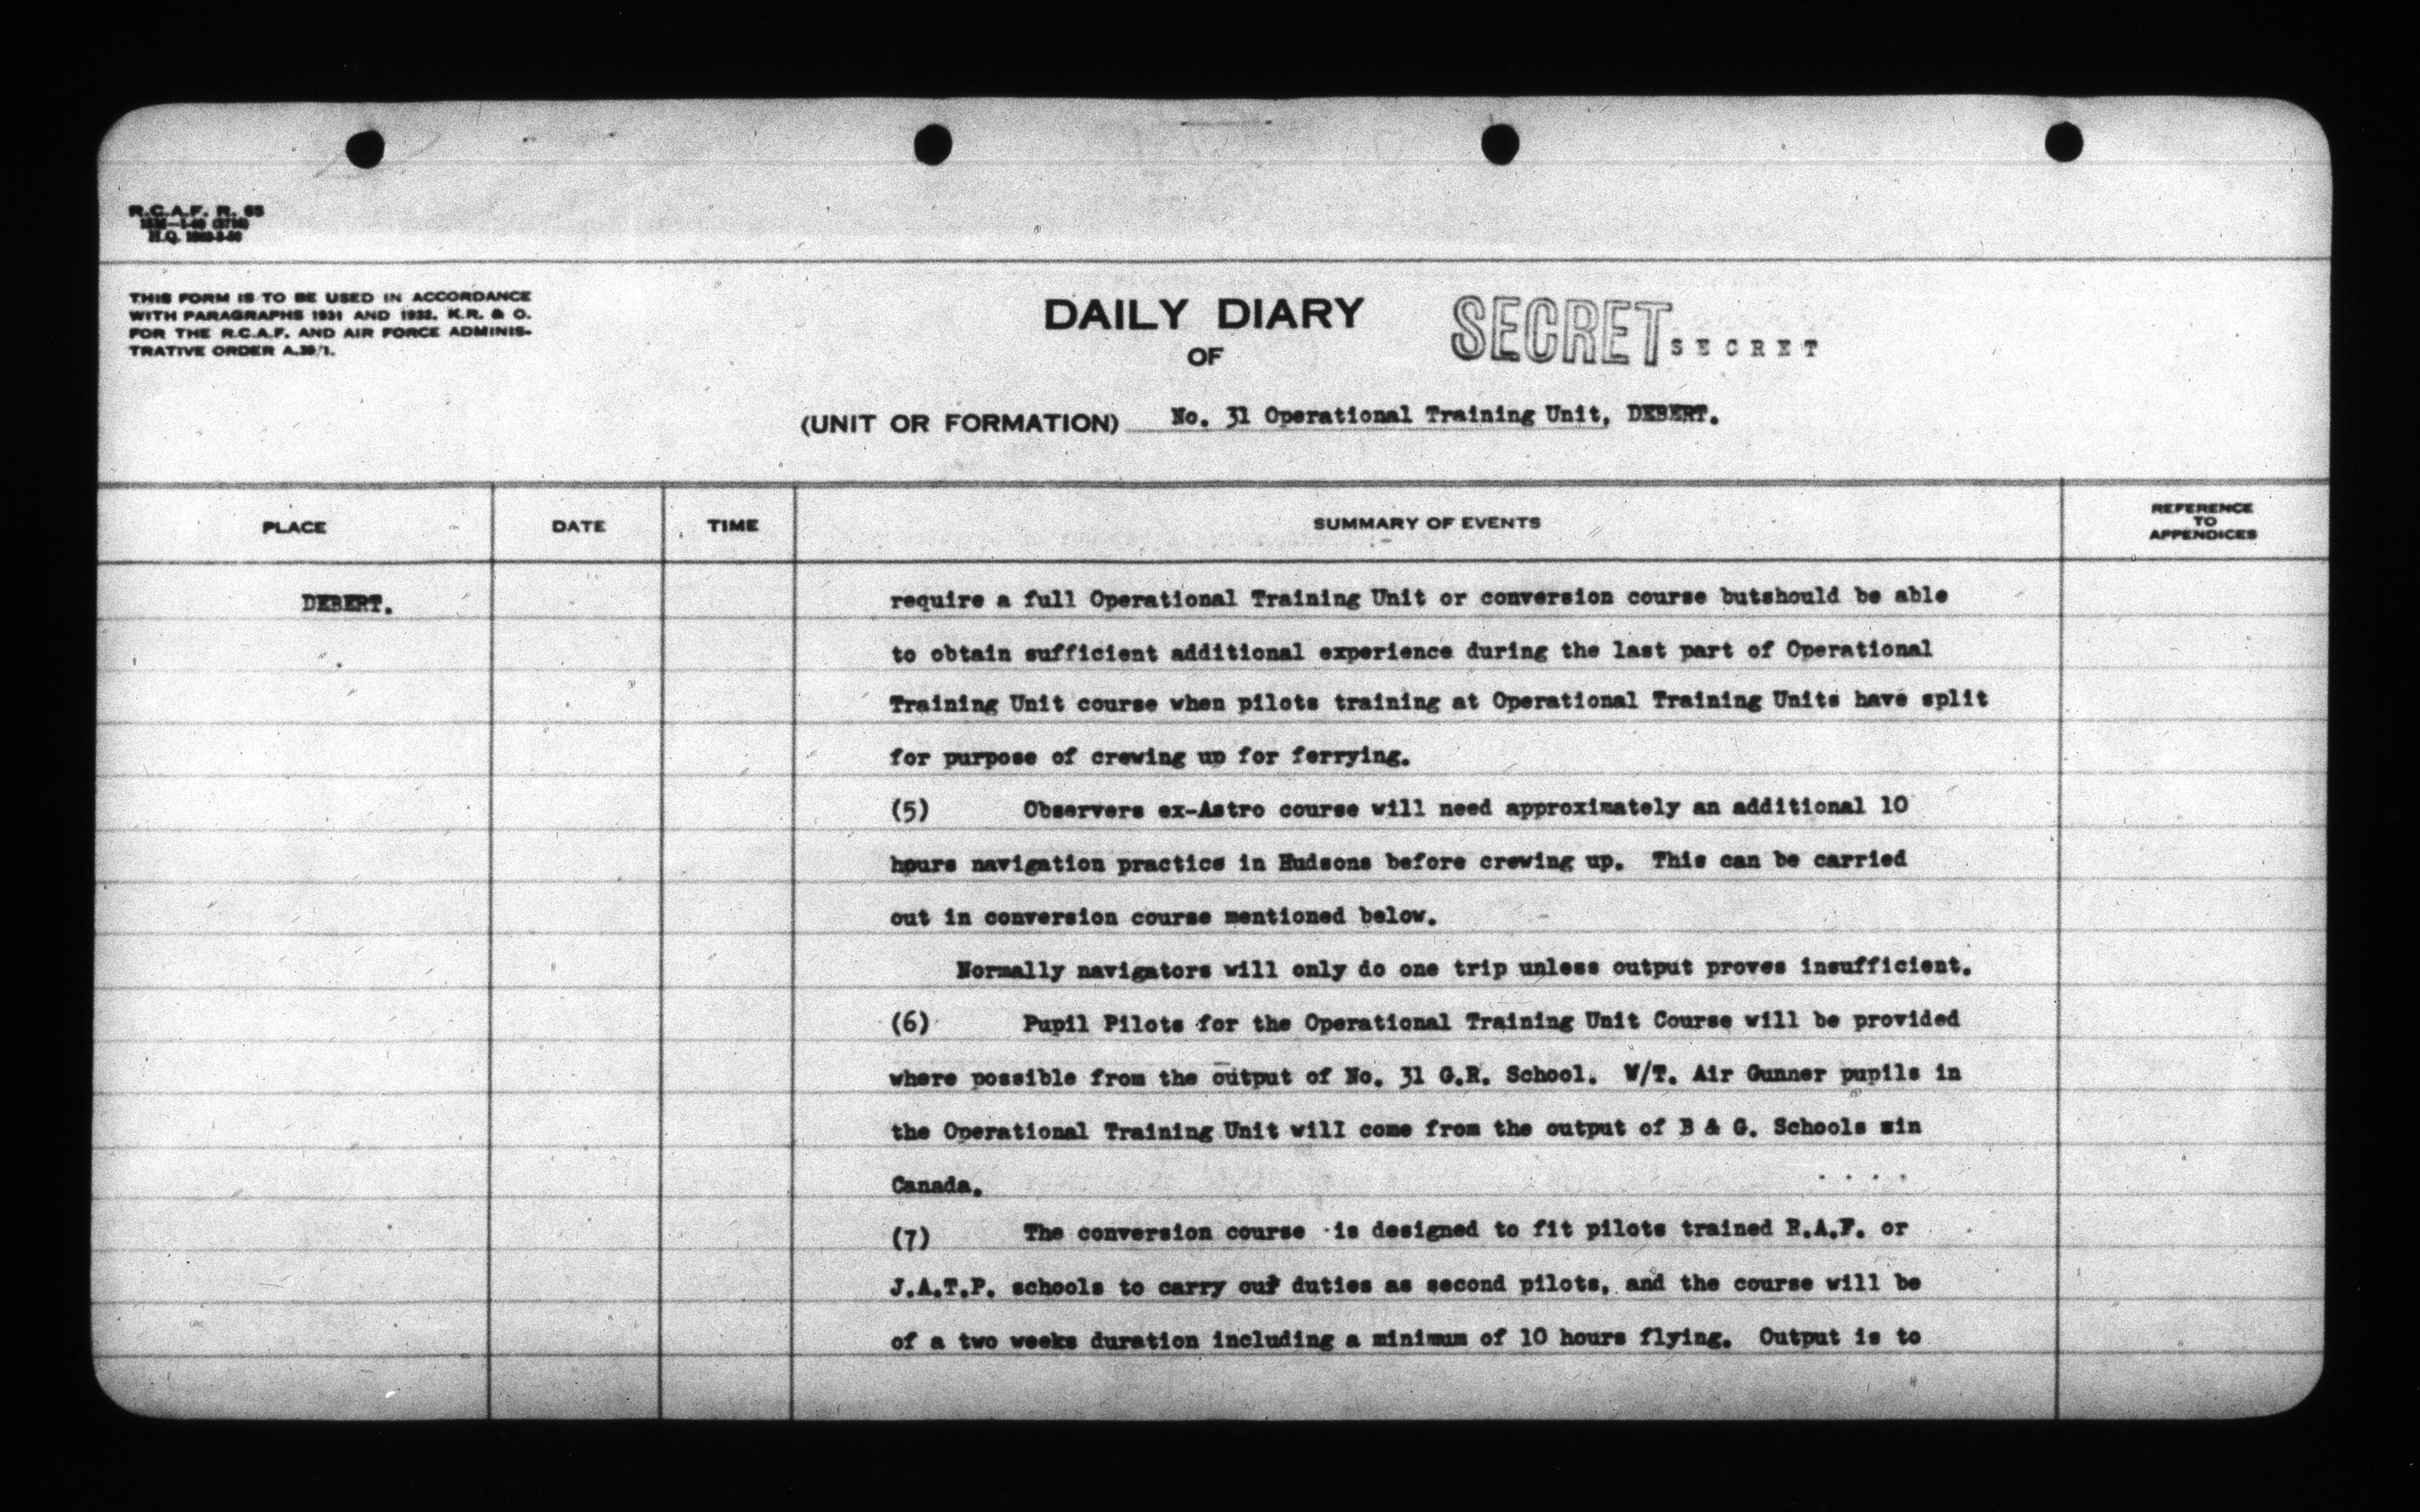 R.C.A.F. R. 65
THIS FORM IS TO BE USED IN ACCORDANCE
WITH PARAGRAPHS 1931 AND 1932, K.R. & O.
FOR THE R.C.A.F. AND AIR FORCE ADMINIS-
TRATIVE ORDER A.39/1.
DAILY DIARY
OF
SECRET
SECRET
(UNIT OR FORMATION) No. 31 Operational Training Unit, DEBERT.
PLACE DATE TIME SUMMARY OF EVENTS REFERENCE
TO
APPENDICES
DEBERT. require a full Operational Training Unit or conversion course butshould be able
to obtain sufficient additional experience during the last part of Operational
Training Unit course when pilots training at Operational Training Units have split
for purpose of crewing up for ferrying.
(5) Observers ex-Astro course will need approximately an additional 10
hours navigation practice in Hudsons before crewing up. This can be carried
out in conversion course mentioned below.
Normally navigators will only do one trip unless output proves insufficient.
(6) Pupil Pilots for the Operational Training Unit Course will be provided
where possible from the output of No. 31 G.R. School. W/T. Air Gunner pupils in
the Operational Training Unit will come from the output of B & G. Schools in
Canada.
(7) The conversion course is designed to fit pilots trained R.A.F. or
J.A.T.P. schools to carry out duties as second pilots, and the course will be
of a two weeks duration including a minimum of 10 hours flying. Output is to